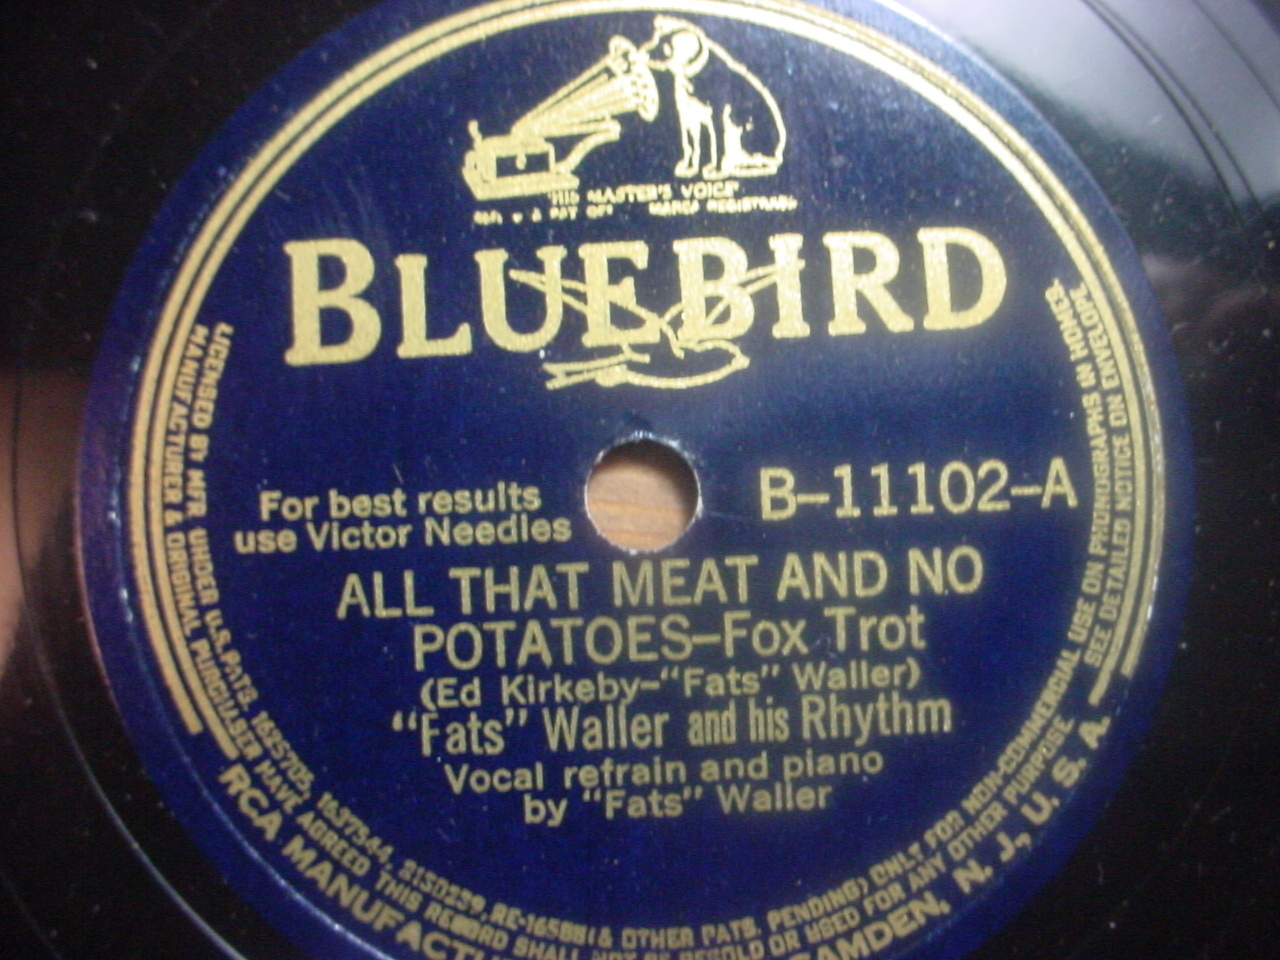 "HIS MASTER'S VOICE"
MARCA REGISTRADA
BLUEBIRD
For best results
use Victor Needles
B-11102-A
ALL THAT MEAT AND NO
POTATOES-Fox Trot
(Ed Kirkeby-"Fats" Waller)
"Fats" Waller and his Rhythm
Vocal refrain and piano
by "Fats" Waller
LICENSED BY MFR. UNDER U.S. PATS. 1625705, 1637544, 2150239, & OTHER PATS. PENDING) ONLY FOR NON-COMMERCIAL USE ON PHONOGRAPHS IN HOMES.
MANUFACTURER & ORIGINAL PURCHASER HAVE AGREED THIS RECORD SHALL NOT BE RESOLD OR USED FOR ANY OTHER PURPOSE SEE DETAILED NOTICE ON ENVELOPE.
RCA MANUFACTU
CAMDEN, N. J., U. S. A.